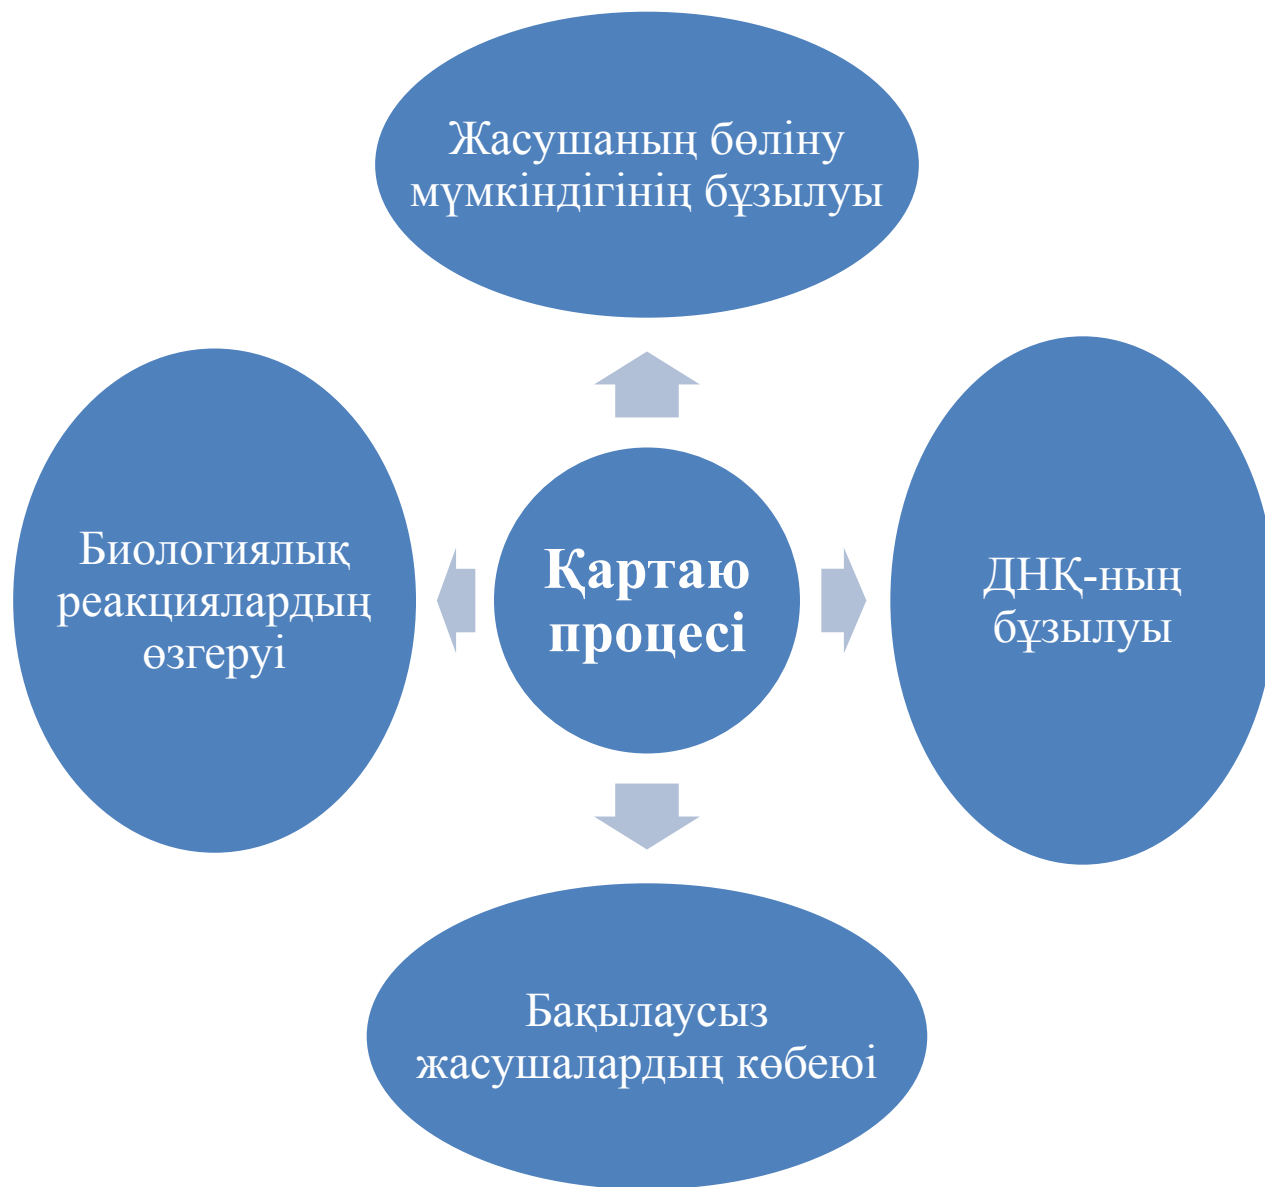 Жасушаның бөліну
мүмкіндігінің бұзылуы
Биологиялық
реакциялардың
өзгеруі
Қартаю
процесі
ДНҚ-ның
бұзылуы
Бақылаусыз
жасушалардың көбеюі